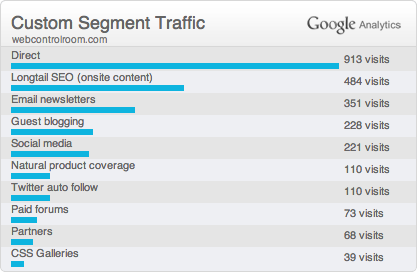 Custom Segment Traffic
Google Analytics
webcontrolroom.com
Direct 913 visits
Longtail SEO (onsite content) 484 visits
Email newsletters 351 visits
Guest blogging 228 visits
Social media 221 visits
Natural product coverage 110 visits
Twitter auto follow 110 visits
Paid forums 73 visits
Partners 68 visits
CSS Galleries 39 visits